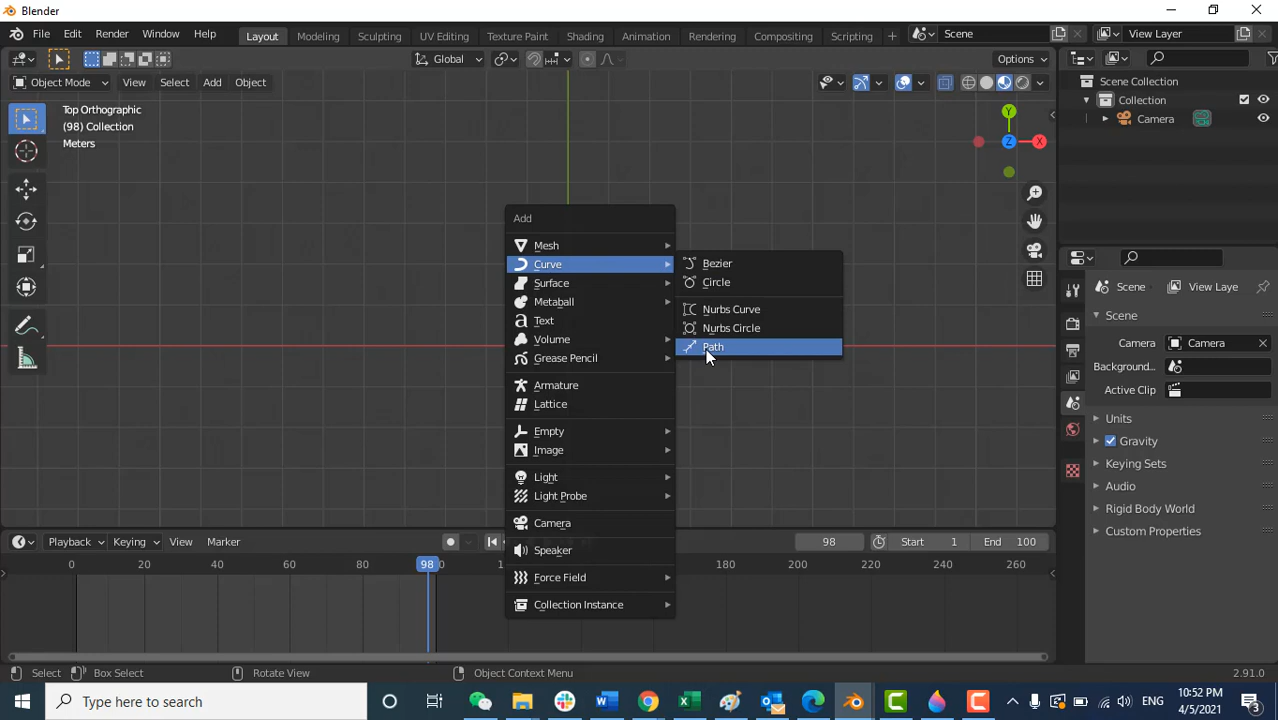 Blender
File Edit Render Window Help Layout Modeling Sculpting UV Editing Texture Paint Shading Animation Rendering Compositing Scripting + Scene View Layer
Global Options
Object Mode View Select Add Object
Top Orthographic
(98) Collection
Meters
Y
Z
X
Scene Collection
Collection
Camera
Add
Mesh
Curve
Surface
Metaball
Text
Volume
Grease Pencil
Armature
Lattice
Empty
Image
Light
Light Probe
Camera
Speaker
Force Field
Collection Instance
Bezier
Circle
Nurbs Curve
Nurbs Circle
Path
Scene View Laye
Scene
Camera Camera
Background...
Active Clip
Units
Gravity
Keying Sets
Audio
Rigid Body World
Custom Properties
Playback Keying View Marker 98 Start 1 End 100
0 20 40 60 80 98 0 180 200 220 240 260
Select Box Select Rotate View Object Context Menu 2.91.0
Type here to search
ENG
10:52 PM
4/5/2021
3